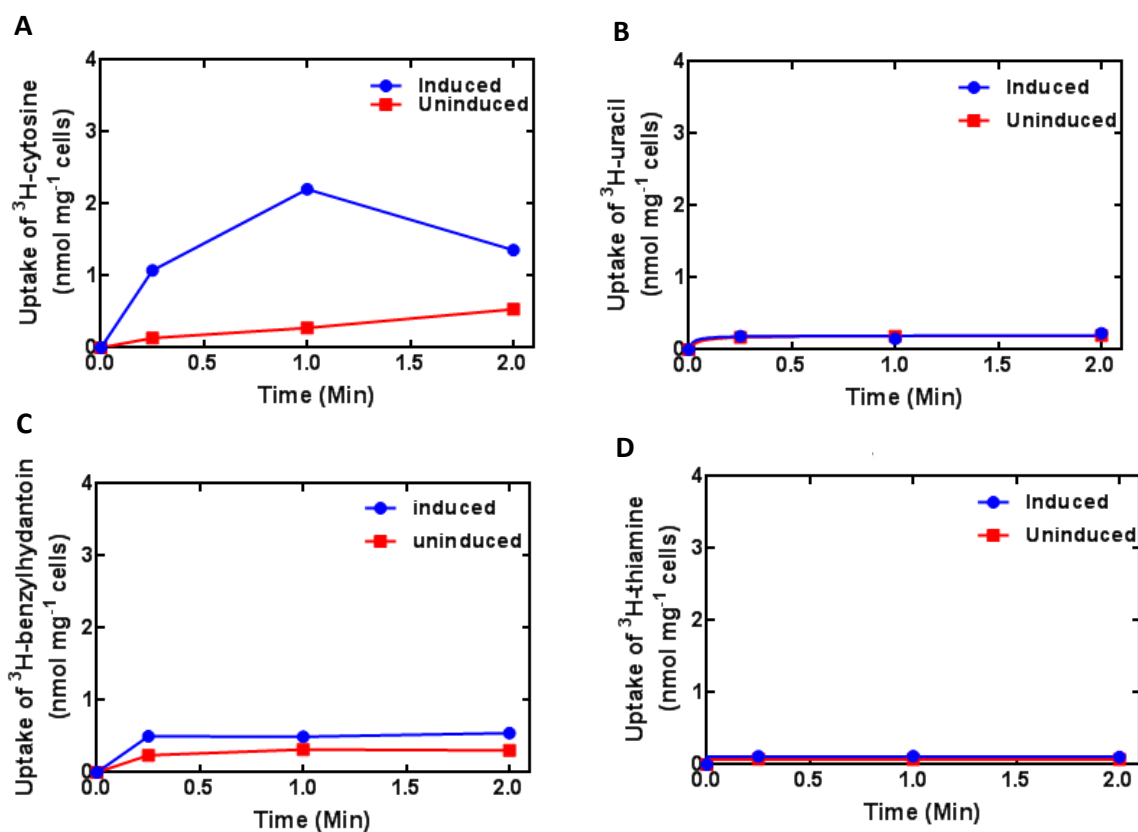 A
Uptake of ³H-cytosine
(nmol mg⁻¹ cells)
4
3
2
1
0
0.0 0.5 1.0 1.5 2.0
Time (Min)
Induced
Uninduced
B
Uptake of ³H-uracil
(nmol mg⁻¹ cells)
4
3
2
1
0
0.0 0.5 1.0 1.5 2.0
Time (Min)
Induced
Uninduced
C
Uptake of ³H-benzylhydantoin
(nmol mg⁻¹ cells)
4
3
2
1
0
0.0 0.5 1.0 1.5 2.0
Time (Min)
induced
uninduced
D
Uptake of ³H-thiamine
(nmol mg⁻¹ cells)
4
3
2
1
0
0.0 0.5 1.0 1.5 2.0
Time (Min)
Induced
Uninduced